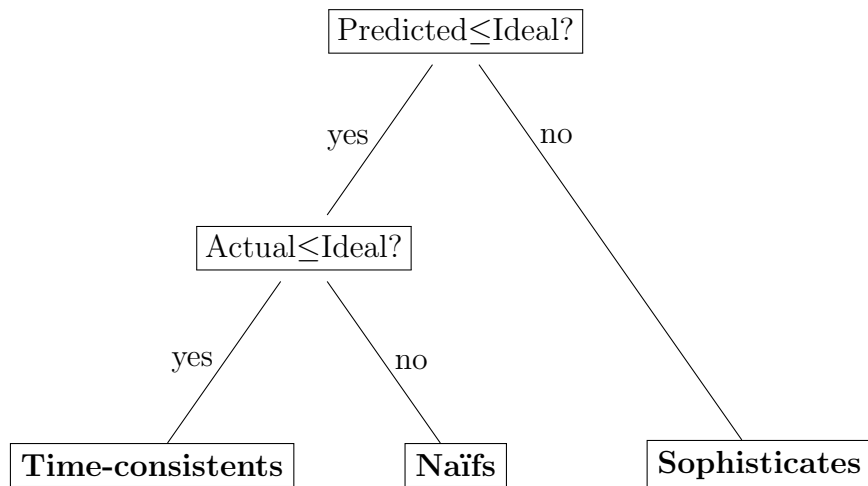 Predicted≤Ideal?
yes
no
Actual≤Ideal?
yes
no
Time-consistents
Naïfs
Sophisticates